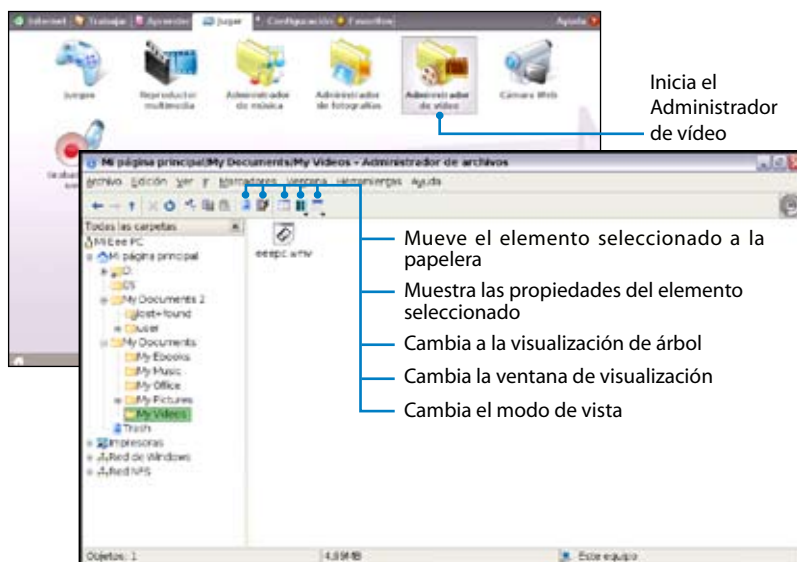 Internet Trabajar Aprender Jugar Configuración Favoritos Ayuda
Juegos
Reproductor multimedia
Administrador de música
Administrador de fotografías
Administrador de vídeo
Cámara Web
Inicia el
Administrador
de vídeo
Mi página principal/My Documents/My Videos - Administrador de archivos
Archivo Edición Ver Ir Marcadores Ventana Herramientas Ayuda
Todas las carpetas
Mi Eee PC
eeepc.wmv
Mi página principal
D:
My Documents 2
lost+found
user
My Documents
My Ebooks
My Music
My Office
My Pictures
My Videos
Trash
Impresoras
Red de Windows
Red NFS
Mueve el elemento seleccionado a la
papelera
Muestra las propiedades del elemento
seleccionado
Cambia a la visualización de árbol
Cambia la ventana de visualización
Cambia el modo de vista
Objetos: 1 4,89MB Este equipo